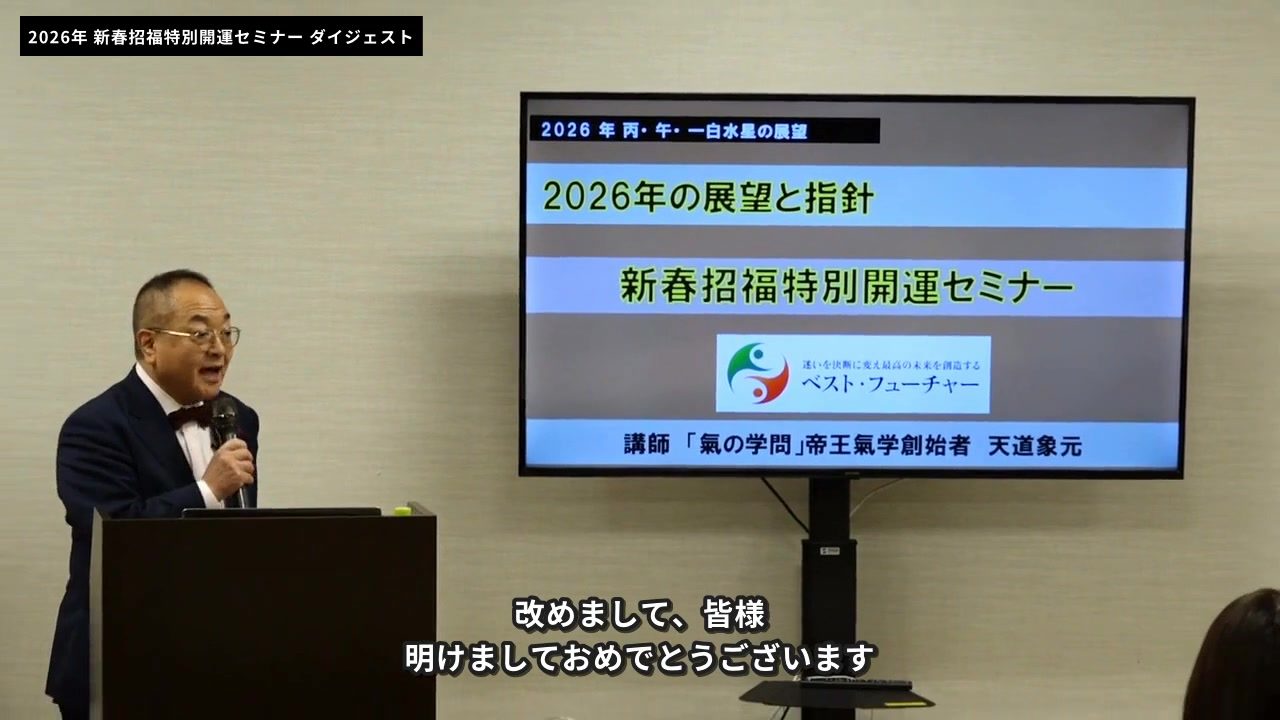 2026年 新春招福特別開運セミナー ダイジェスト
2026 年 丙・午・一白水星の展望
2026年の展望と指針
新春招福特別開運セミナー
迷いを決断に変え最高の未来を創造する
ベスト・フューチャー
講師 「氣の学問」帝王氣学創始者 天道象元
改めまして、皆様
明けましておめでとうございます